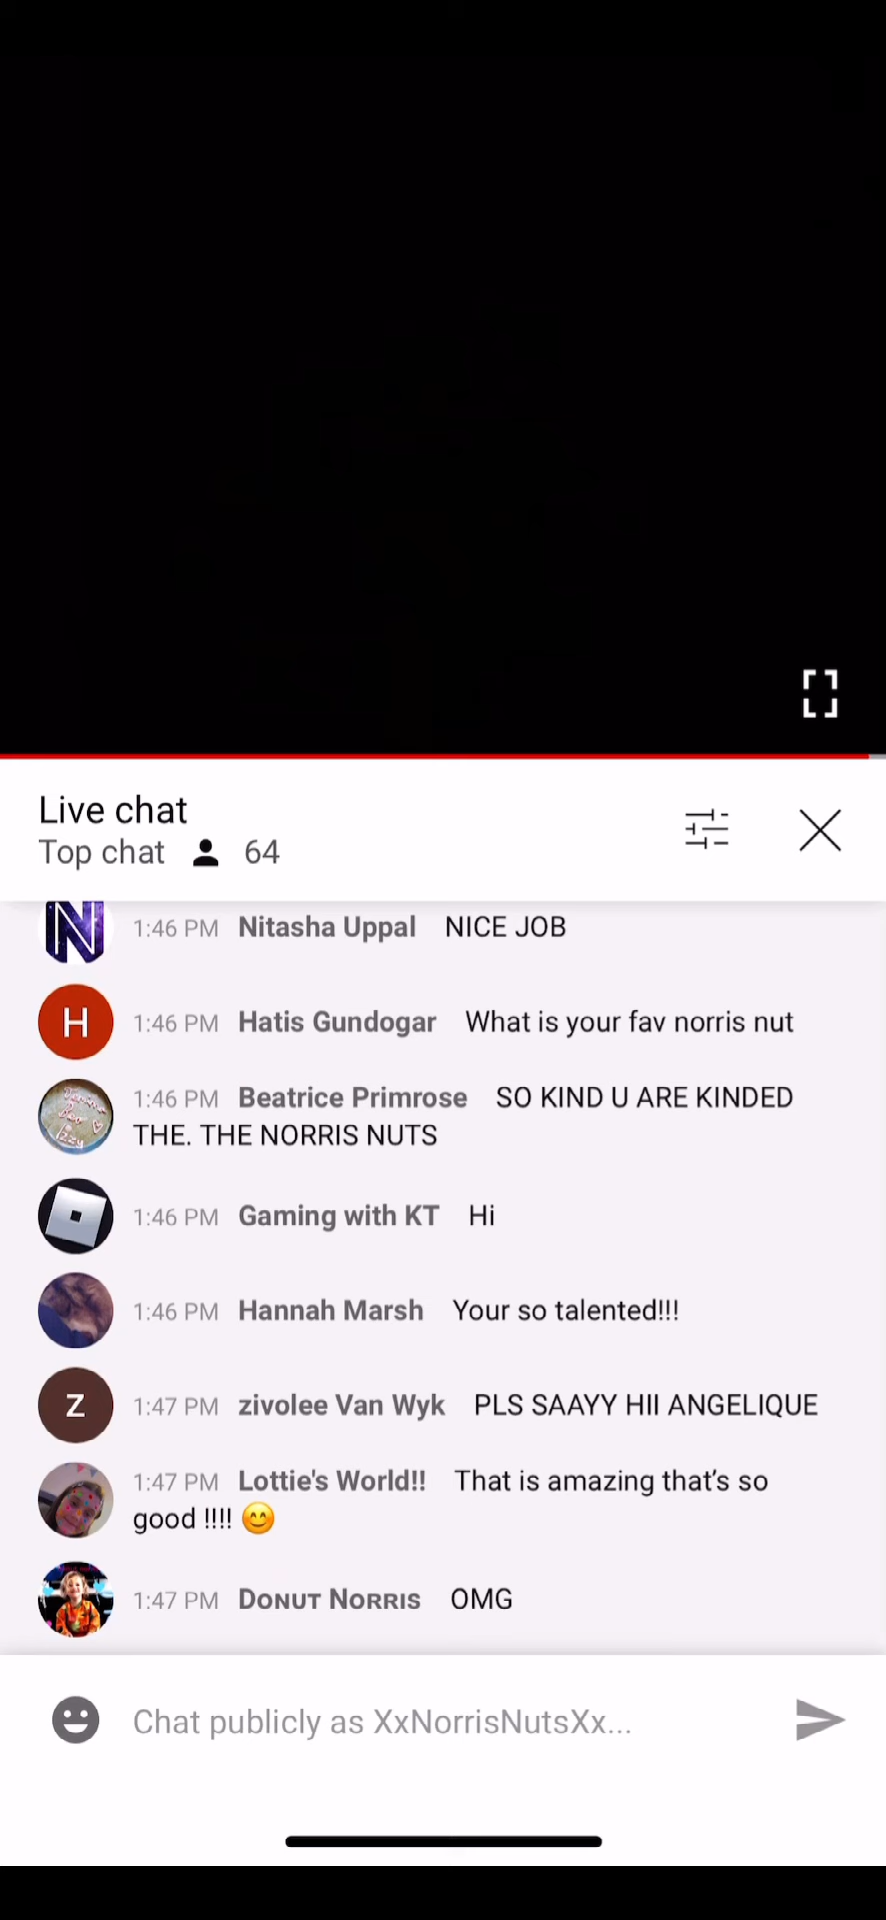 Live chat
Top chat 64
N 1:46 PM Nitasha Uppal NICE JOB
H 1:46 PM Hatis Gundogar What is your fav norris nut
1:46 PM Beatrice Primrose SO KIND U ARE KINDED
THE. THE NORRIS NUTS
1:46 PM Gaming with KT Hi
1:46 PM Hannah Marsh Your so talented!!!
Z 1:47 PM zivolee Van Wyk PLS SAAYY HII ANGELIQUE
1:47 PM Lottie's World!! That is amazing that’s so
good !!!! 😊
1:47 PM Dᴏɴᴜᴛ Nᴏʀʀɪs OMG
Chat publicly as XxNorrisNutsXx...